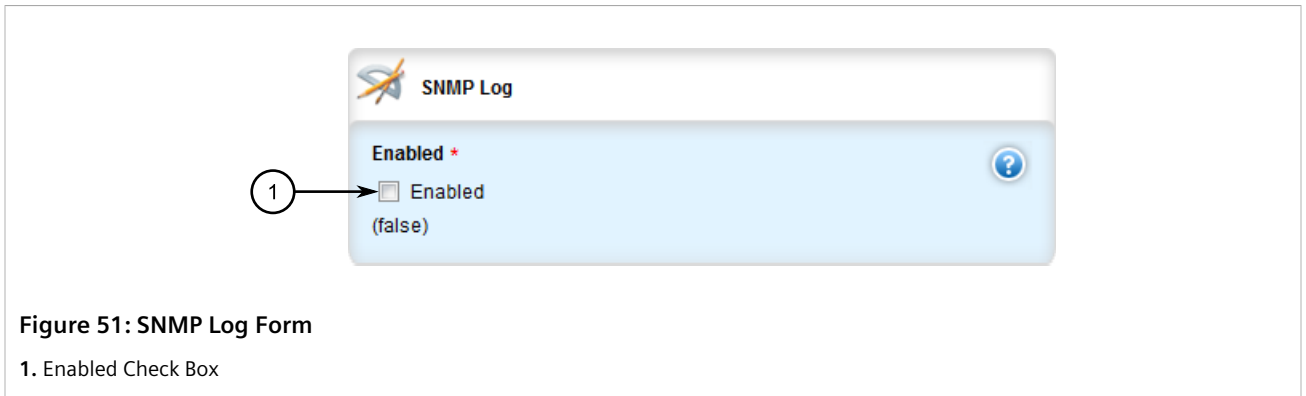 SNMP Log
Enabled *
?
1
Enabled
(false)
Figure 51: SNMP Log Form
1. Enabled Check Box